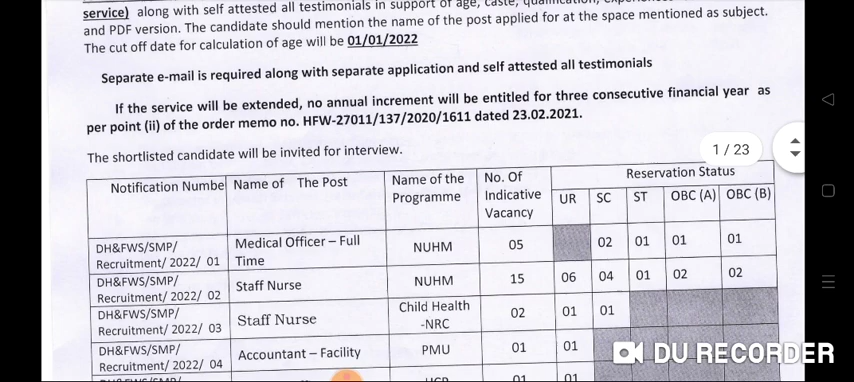 service) along with self attested all testimonials in support of age, caste,
and PDF version. The candidate should mention the name of the post applied for at the space mentioned as subject.
The cut off date for calculation of age will be 01/01/2022
Separate e-mail is required along with separate application and self attested all testimonials
If the service will be extended, no annual increment will be entitled for three consecutive financial year as
per point (ii) of the order memo no. HFW-27011/137/2020/1611 dated 23.02.2021.
1 / 23
The shortlisted candidate will be invited for interview.
Notification Numbe Name of The Post Name of the Programme No. Of Indicative Vacancy Reservation Status
UR SC ST OBC (A) OBC (B)
DH&FWS/SMP/ Recruitment/ 2022/ 01 Medical Officer – Full Time NUHM 05 02 01 01 01
DH&FWS/SMP/ Recruitment/ 2022/ 02 Staff Nurse NUHM 15 06 04 01 02 02
DH&FWS/SMP/ Recruitment/ 2022/ 03 Staff Nurse Child Health -NRC 02 01 01
DH&FWS/SMP/ Recruitment/ 2022/ 04 Accountant – Facility PMU 01 01
01 01
DU RECORDER